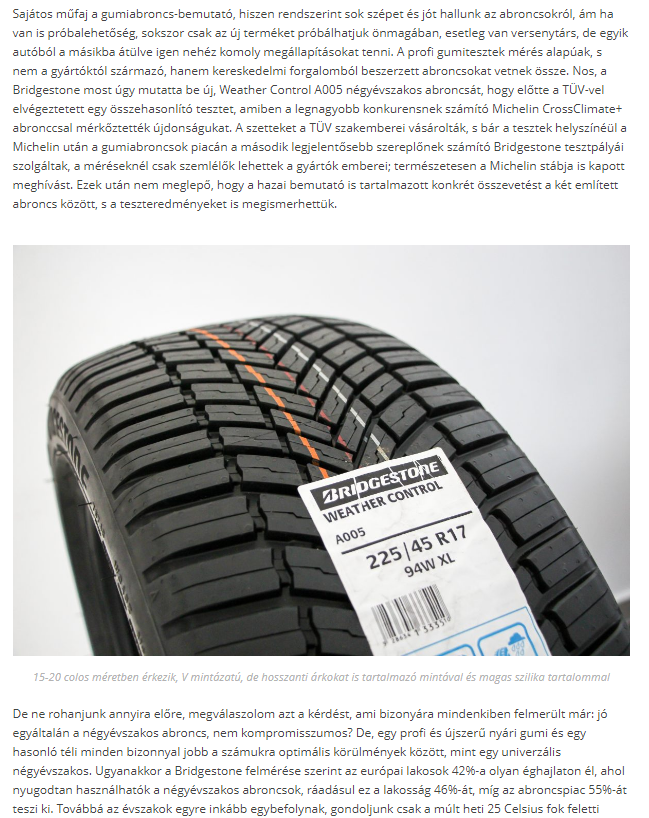 Sajátos műfaj a gumiabroncs-bemutató, hiszen rendszerint sok szépet és jót hallunk az abroncsokról, ám ha
van is próbalehetőség, sokszor csak az új terméket próbálhatjuk önmagában, esetleg van versenytárs, de egyik
autóból a másikba átülve igen nehéz komoly megállapításokat tenni. A profi gumitesztek mérés alapúak, s
nem a gyártóktól származó, hanem kereskedelmi forgalomból beszerzett abroncsokat vetnek össze. Nos, a
Bridgestone most úgy mutatta be új, Weather Control A005 négyévszakos abroncsát, hogy előtte a TÜV-vel
elvégeztetett egy összehasonlító tesztet, amiben a legnagyobb konkurensnek számító Michelin CrossClimate+
abronccsal mérkőztették újdonságukat. A szetteket a TÜV szakemberei vásárolták, s bár a tesztek helyszínéül a
Michelin után a gumiabroncsok piacán a második legjelentősebb szereplőnek számító Bridgestone tesztpályái
szolgáltak, a méréseknél csak szemlélők lehettek a gyártók emberei; természetesen a Michelin stábja is kapott
meghívást. Ezek után nem meglepő, hogy a hazai bemutató is tartalmazott konkrét összevetést a két említett
abroncs között, s a teszteredményeket is megismerhettük.
BRIDGESTONE
WEATHER CONTROL
A005
225|45 R17
94W XL
15-20 colos méretben érkezik, V mintázatú, de hosszanti árkokat is tartalmazó mintával és magas szilika tartalommal
De ne rohanjunk annyira előre, megválaszolom azt a kérdést, ami bizonyára mindenkiben felmerült már: jó
egyáltalán a négyévszakos abroncs, nem kompromisszumos? De, egy profi és újszerű nyári gumi és egy
hasonló téli minden bizonnyal jobb a számukra optimális körülmények között, mint egy univerzális
négyévszakos. Ugyanakkor a Bridgestone felmérése szerint az európai lakosok 42%-a olyan éghajlaton él, ahol
nyugodtan használhatók a négyévszakos abroncsok, ráadásul ez a lakosság 46%-át, míg az abroncspiac 55%-át
teszi ki. Továbbá az évszakok egyre inkább egybefolynak, gondoljunk csak a múlt heti 25 Celsius fok feletti